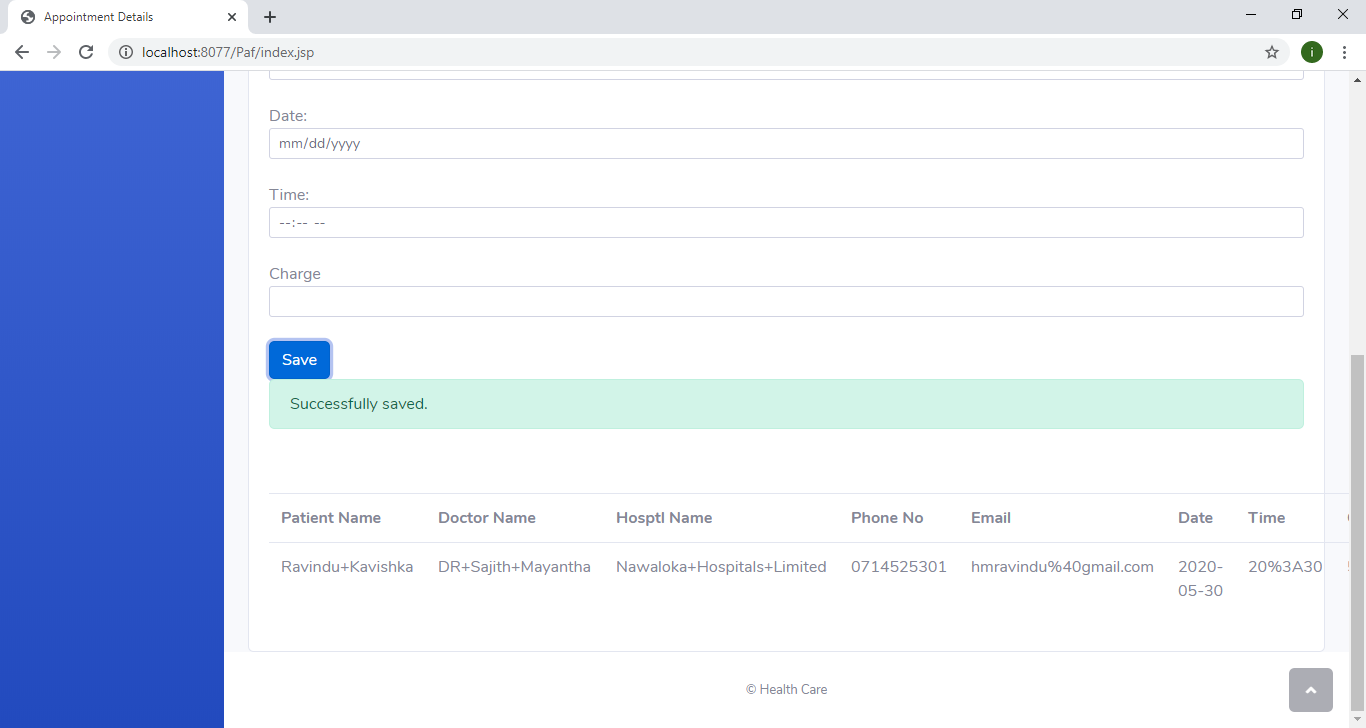 Appointment Details
localhost:8077/Paf/index.jsp
i
Date:
mm/dd/yyyy
Time:
--:-- --
Charge
Save
Successfully saved.
Patient Name Doctor Name Hosptl Name Phone No Email Date Time
Ravindu+Kavishka DR+Sajith+Mayantha Nawaloka+Hospitals+Limited 0714525301 hmravindu%40gmail.com 2020- 20%3A30
05-30
© Health Care